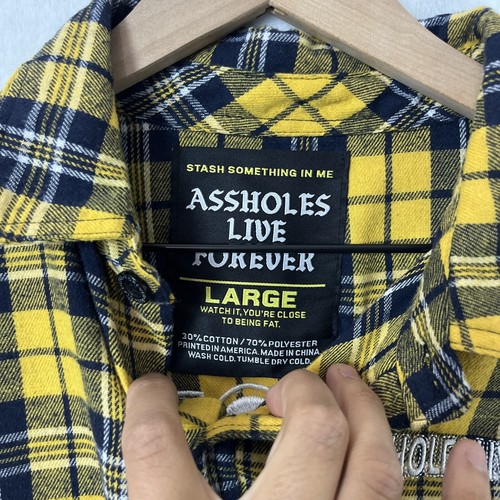 STASH SOMETHING IN ME
ASSHOLES
LIVE
FOREVER
LARGE
WATCH IT, YOU'RE CLOSE
TO BEING FAT.
30% COTTON / 70% POLYESTER
PRINTED IN AMERICA. MADE IN CHINA
WASH COLD. TUMBLE DRY COLD.